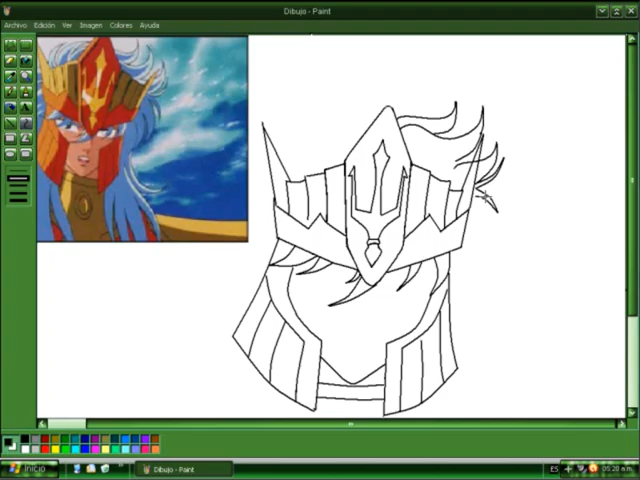 Dibujo - Paint
Archivo Edición Ver Imagen Colores Ayuda
Inicio
Dibujo - Paint
ES
05:20 a.m.